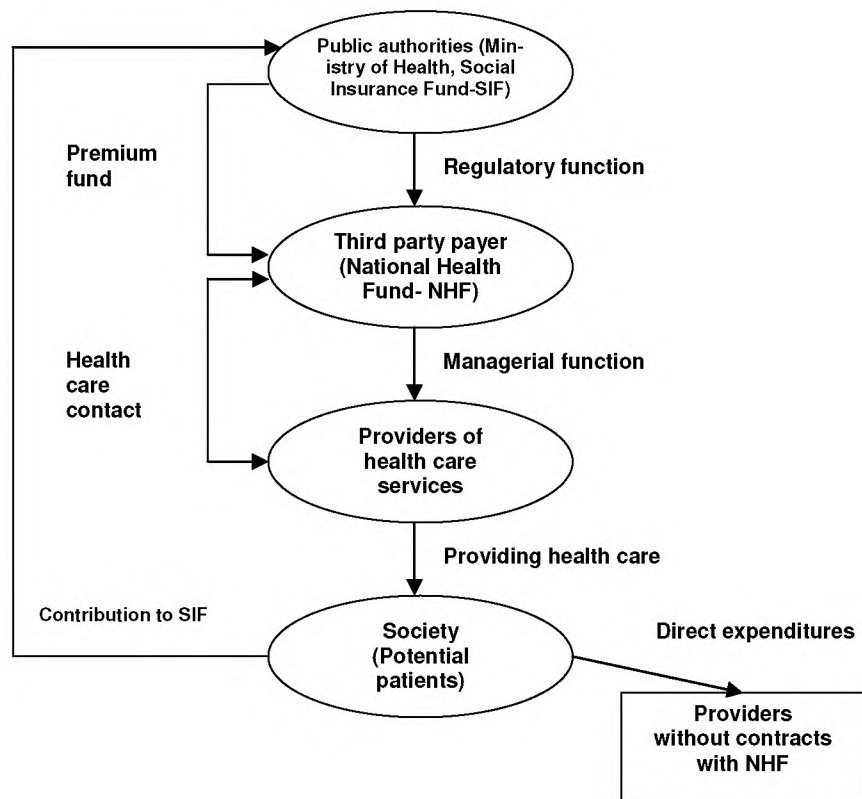 Public authorities (Min-
istry of Health, Social
Insurance Fund-SIF)
Premium
fund
Regulatory function
Third party payer
(National Health
Fund- NHF)
Health
care
contact
Managerial function
Providers of
health care
services
Providing health care
Contribution to SIF
Society
(Potential
patients)
Direct expenditures
Providers
without contracts
with NHF